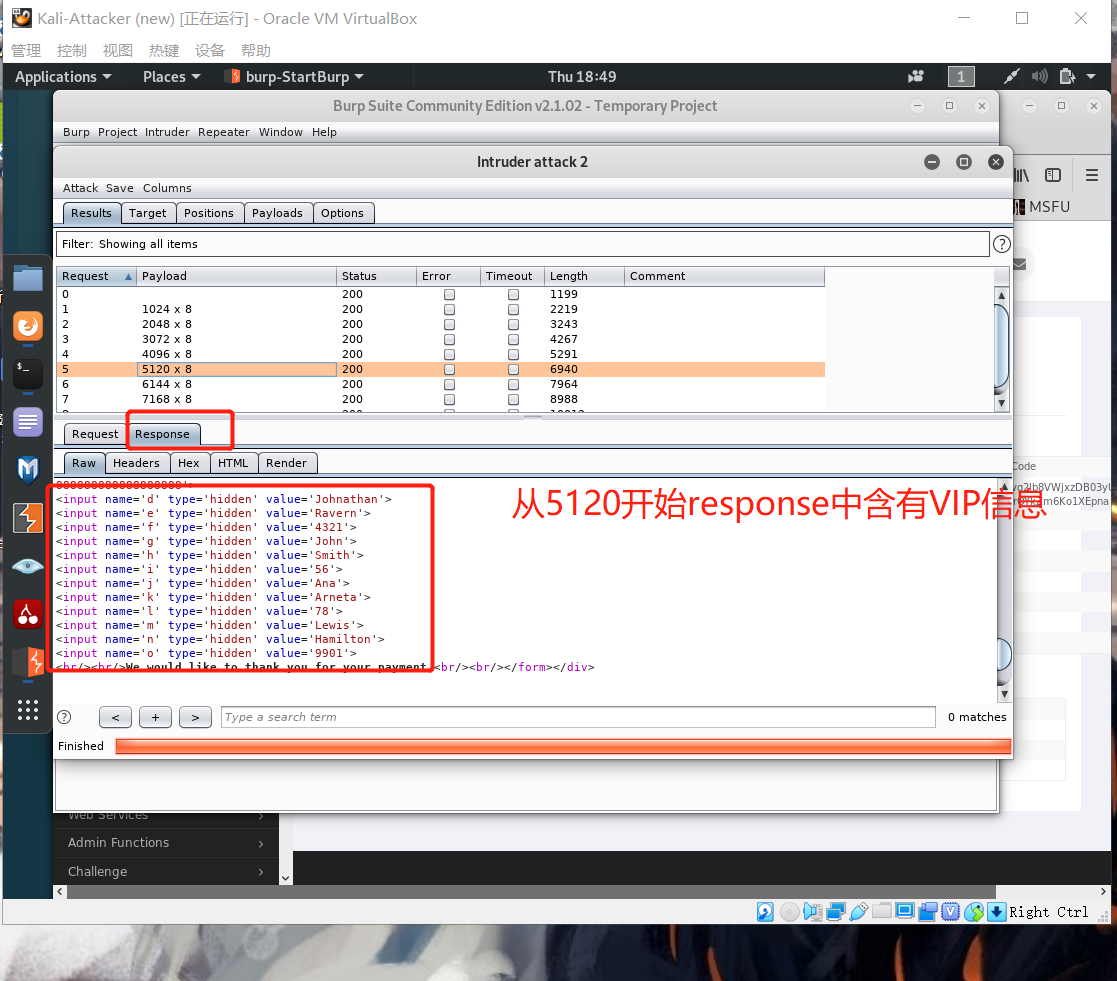 Kali-Attacker (new) [正在运行] - Oracle VM VirtualBox
管理 控制 视图 热键 设备 帮助
Applications Places burp-StartBurp Thu 18:49 1
Burp Suite Community Edition v2.1.02 - Temporary Project
Burp Project Intruder Repeater Window Help
Intruder attack 2
Attack Save Columns
MSFU
Results Target Positions Payloads Options
Filter: Showing all items
Request Payload Status Error Timeout Length Comment
0 200 1199
1 1024 x 8 200 2219
2 2048 x 8 200 3243
3 3072 x 8 200 4267
4 4096 x 8 200 5291
5 5120 x 8 200 6940
6 6144 x 8 200 7964
7 7168 x 8 200 8988
Request Response
Raw Headers Hex HTML Render
Code
<input name='d' type='hidden' value='Johnathan'>
<input name='e' type='hidden' value='Ravern'>
<input name='f' type='hidden' value='4321'>
<input name='g' type='hidden' value='John'>
<input name='h' type='hidden' value='Smith'>
<input name='i' type='hidden' value='56'>
<input name='j' type='hidden' value='Ana'>
<input name='k' type='hidden' value='Arneta'>
<input name='l' type='hidden' value='78'>
<input name='m' type='hidden' value='Lewis'>
<input name='n' type='hidden' value='Hamilton'>
<input name='o' type='hidden' value='9901'>
<br/><br/>We would like to thank you for your payment.<br/><br/></form></div>
从5120开始response中含有VIP信息
< + > Type a search term 0 matches
Finished
Web Services
Admin Functions
Challenge
Right Ctrl